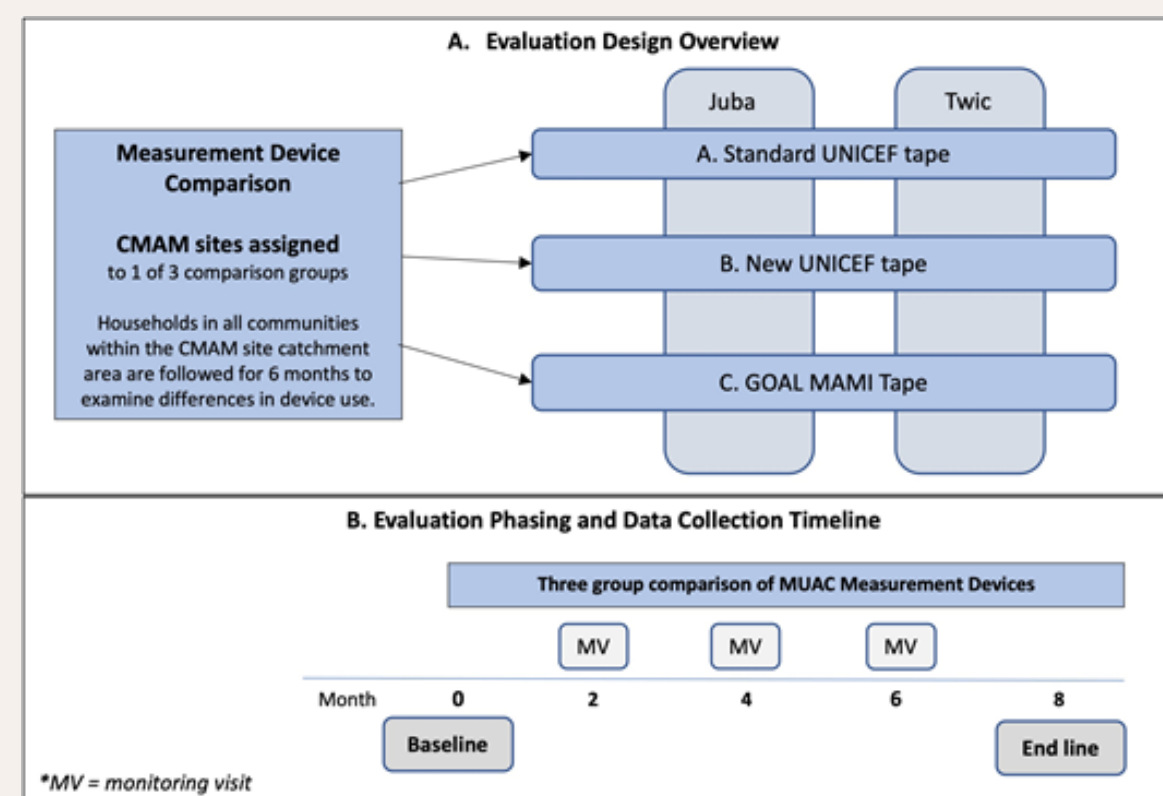 A. Evaluation Design Overview
Juba
Twic
Measurement Device
Comparison
CMAM sites assigned
to 1 of 3 comparison groups
Households in all communities
within the CMAM site catchment
area are followed for 6 months to
examine differences in device use.
A. Standard UNICEF tape
B. New UNICEF tape
C. GOAL MAMI Tape
B. Evaluation Phasing and Data Collection Timeline
Three group comparison of MUAC Measurement Devices
MV MV MV
Month 0 2 4 6 8
Baseline
End line
*MV = monitoring visit